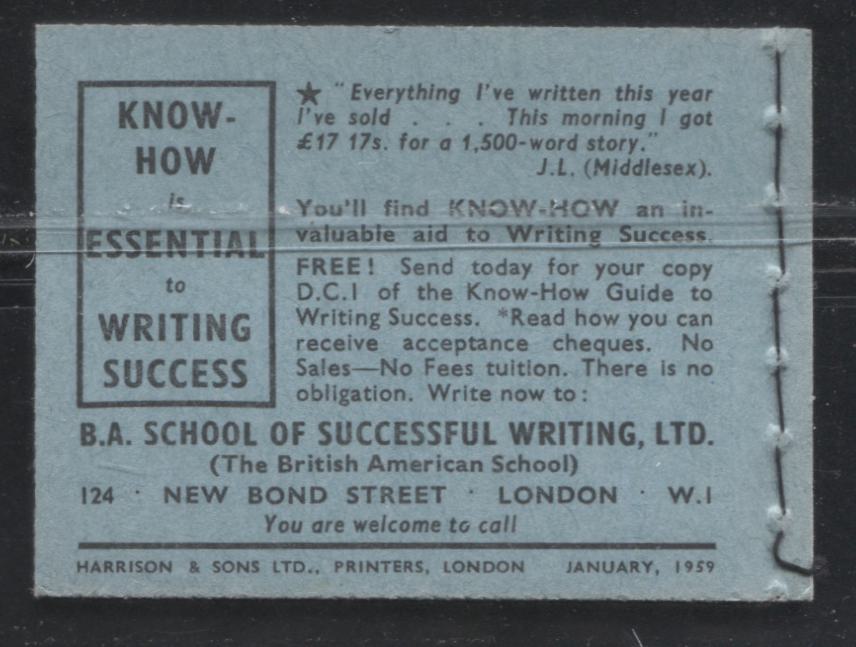 KNOW-
HOW
is
ESSENTIAL
to
WRITING
SUCCESS
★ "Everything I've written this year
I've sold . . . This morning I got
£17 17s. for a 1,500-word story."
J.L. (Middlesex).
You'll find KNOW-HOW an in-
valuable aid to Writing Success.
FREE! Send today for your copy
D.C.1 of the Know-How Guide to
Writing Success. *Read how you can
receive acceptance cheques. No
Sales—No Fees tuition. There is no
obligation. Write now to:
B.A. SCHOOL OF SUCCESSFUL WRITING, LTD.
(The British American School)
124 · NEW BOND STREET · LONDON · W.1
You are welcome to call
HARRISON & SONS LTD., PRINTERS, LONDON JANUARY, 1959